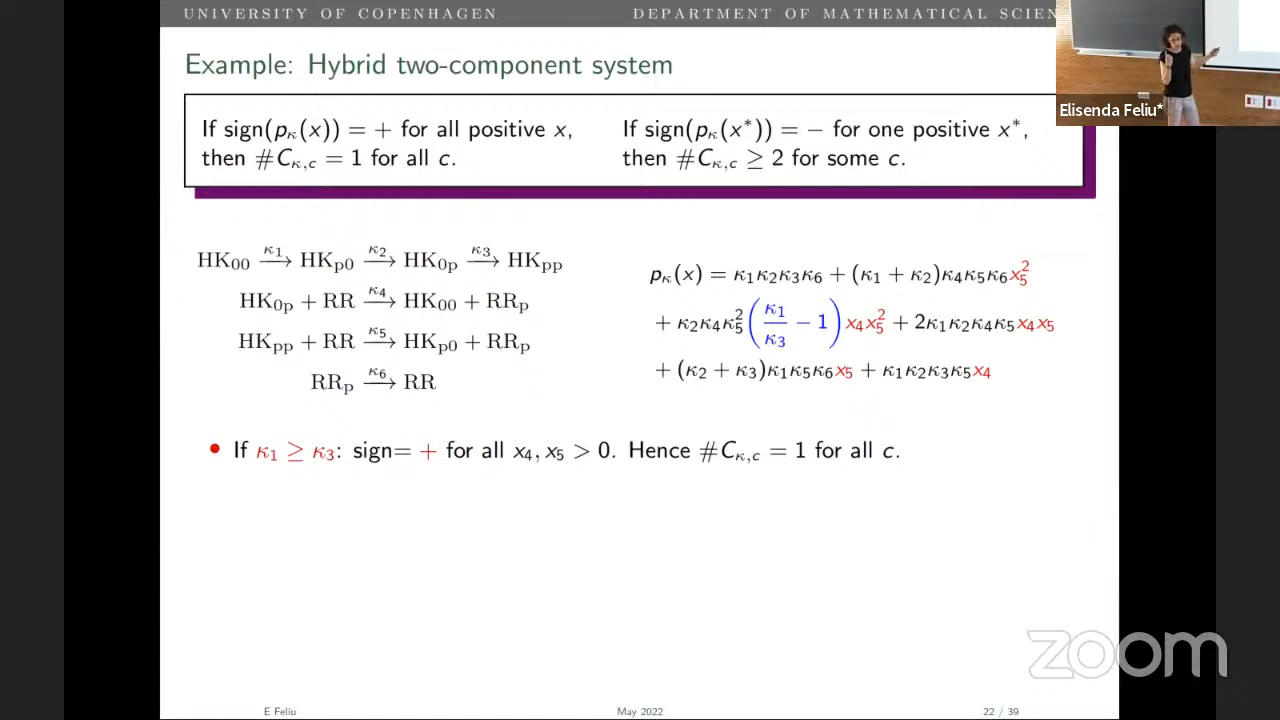 UNIVERSITY OF COPENHAGEN
DEPARTMENT OF MATHEMATICAL SCIEN
Elisenda Feliu*
Example: Hybrid two-component system
If sign(pκ(x)) = + for all positive x,
then #Cκ,c = 1 for all c.
If sign(pκ(x*)) = − for one positive x*,
then #Cκ,c ≥ 2 for some c.
HK₀₀ —κ₁→ HKp₀ —κ₂→ HK₀p —κ₃→ HKpp
HK₀p + RR —κ₄→ HK₀₀ + RRp
HKpp + RR —κ₅→ HKp₀ + RRp
RRp —κ₆→ RR
pκ(x) = κ₁κ₂κ₃κ₆ + (κ₁ + κ₂)κ₄κ₅κ₆x₅²
+ κ₂κ₄κ₅²(κ₁/κ₃ − 1)x₄x₅² + 2κ₁κ₂κ₄κ₅x₄x₅
+ (κ₂ + κ₃)κ₁κ₅κ₆x₅ + κ₁κ₂κ₃κ₅x₄
• If κ₁ ≥ κ₃: sign= + for all x₄, x₅ > 0. Hence #Cκ,c = 1 for all c.
zoom
E Feliu
May 2022
22 / 39